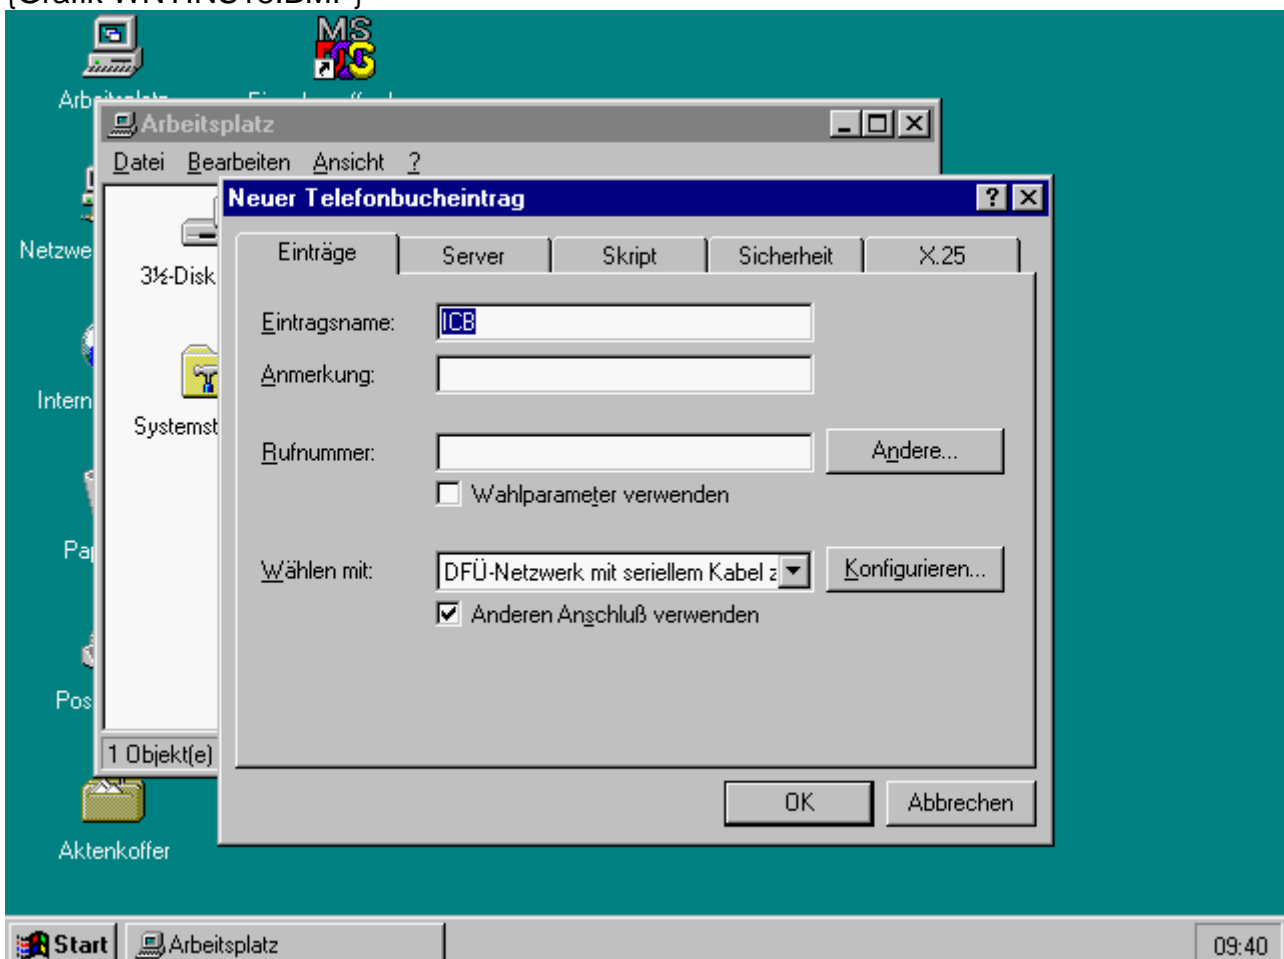 MS
Arbeitsplatz
Datei Bearbeiten Ansicht ?
Neuer Telefonbucheintrag
Einträge Server Skript Sicherheit X.25
3½-Disk
Eintragsname: ICB
Anmerkung:
Systemst
Rufnummer: Andere...
Wahlparameter verwenden
Wählen mit: DFÜ-Netzwerk mit seriellem Kabel z Konfigurieren...
Anderen Anschluß verwenden
1 Objekt(e)
OK Abbrechen
Netzwe
Intern
Pap
Pos
Aktenkoffer
Start Arbeitsplatz 09:40